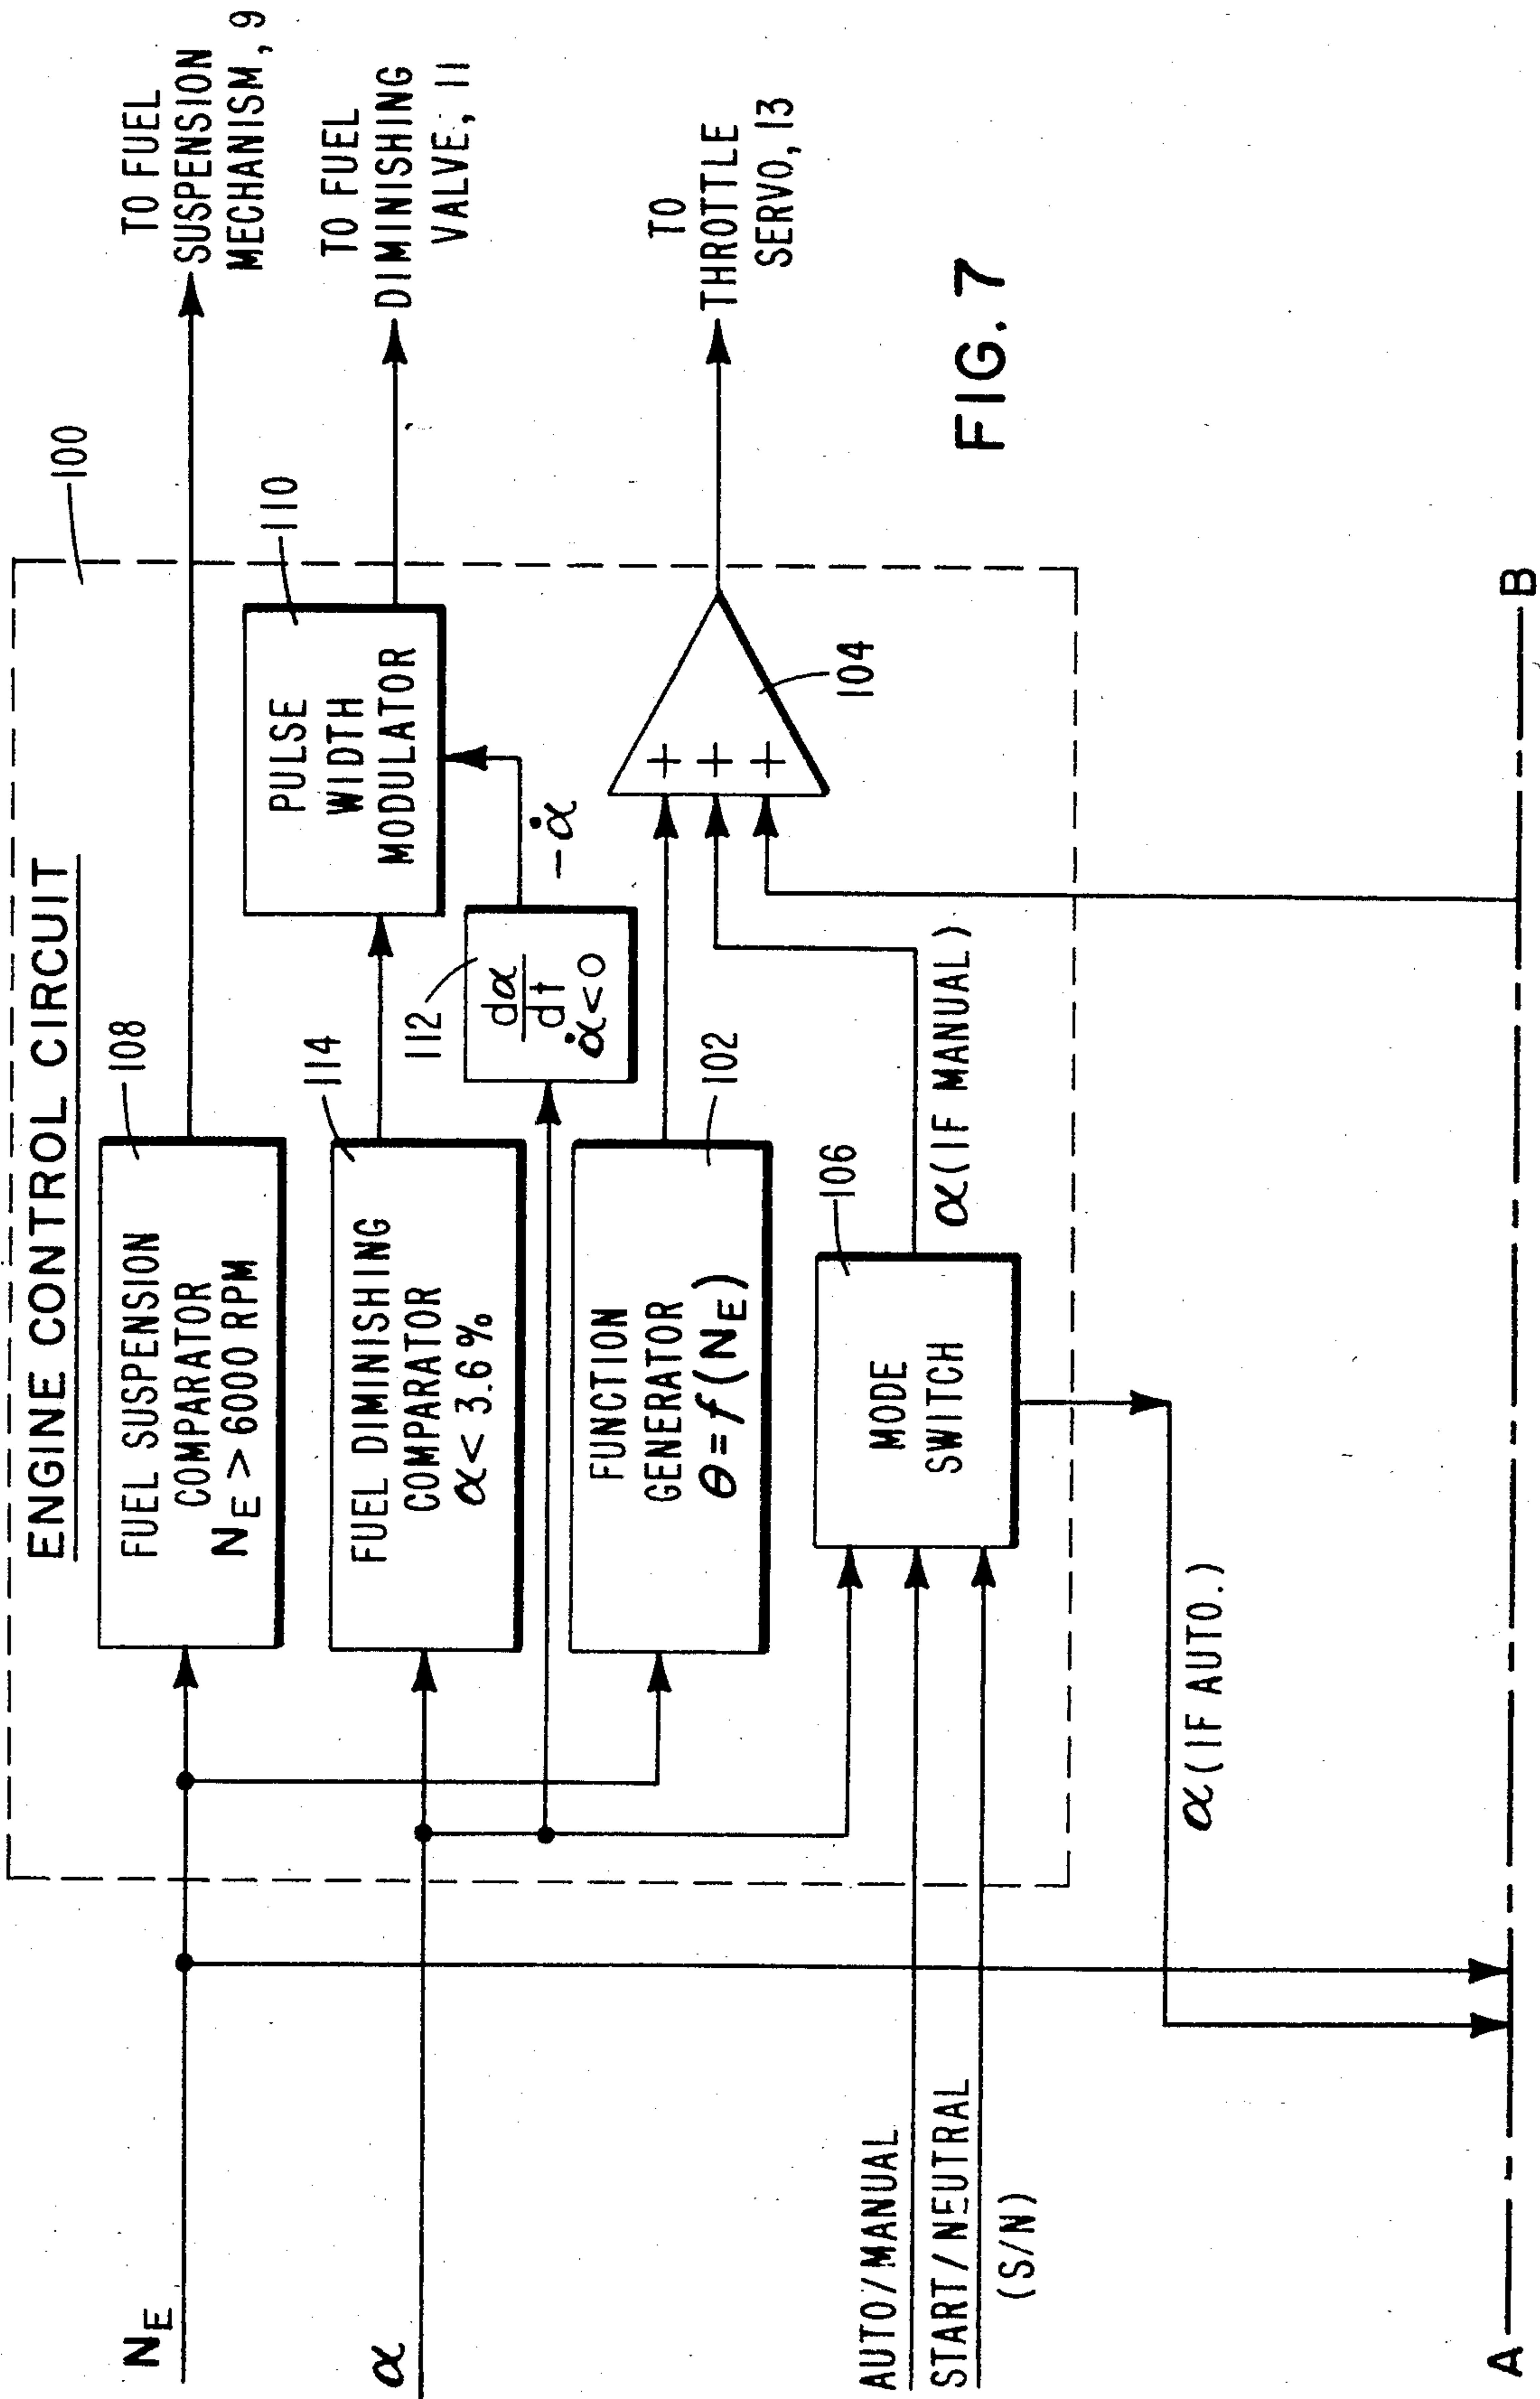 ENGINE CONTROL CIRCUIT
100
N_E
FUEL SUSPENSION
COMPARATOR
N_E > 6000 RPM
108
TO FUEL
SUSPENSION
MECHANISM, 9
α
FUEL DIMINISHING
COMPARATOR
α < 3.6 %
114
PULSE
WIDTH
MODULATOR
110
TO FUEL
DIMINISHING
VALVE, 11
112
dα
dt
α̇ < 0
-α̇
FUNCTION
GENERATOR
θ = f(N_E)
102
+
+
+
104
TO
THROTTLE
SERVO, 13
AUTO/MANUAL
START/NEUTRAL
(S/N)
MODE
SWITCH
106
α (IF MANUAL)
α (IF AUTO.)
FIG. 7
A
B